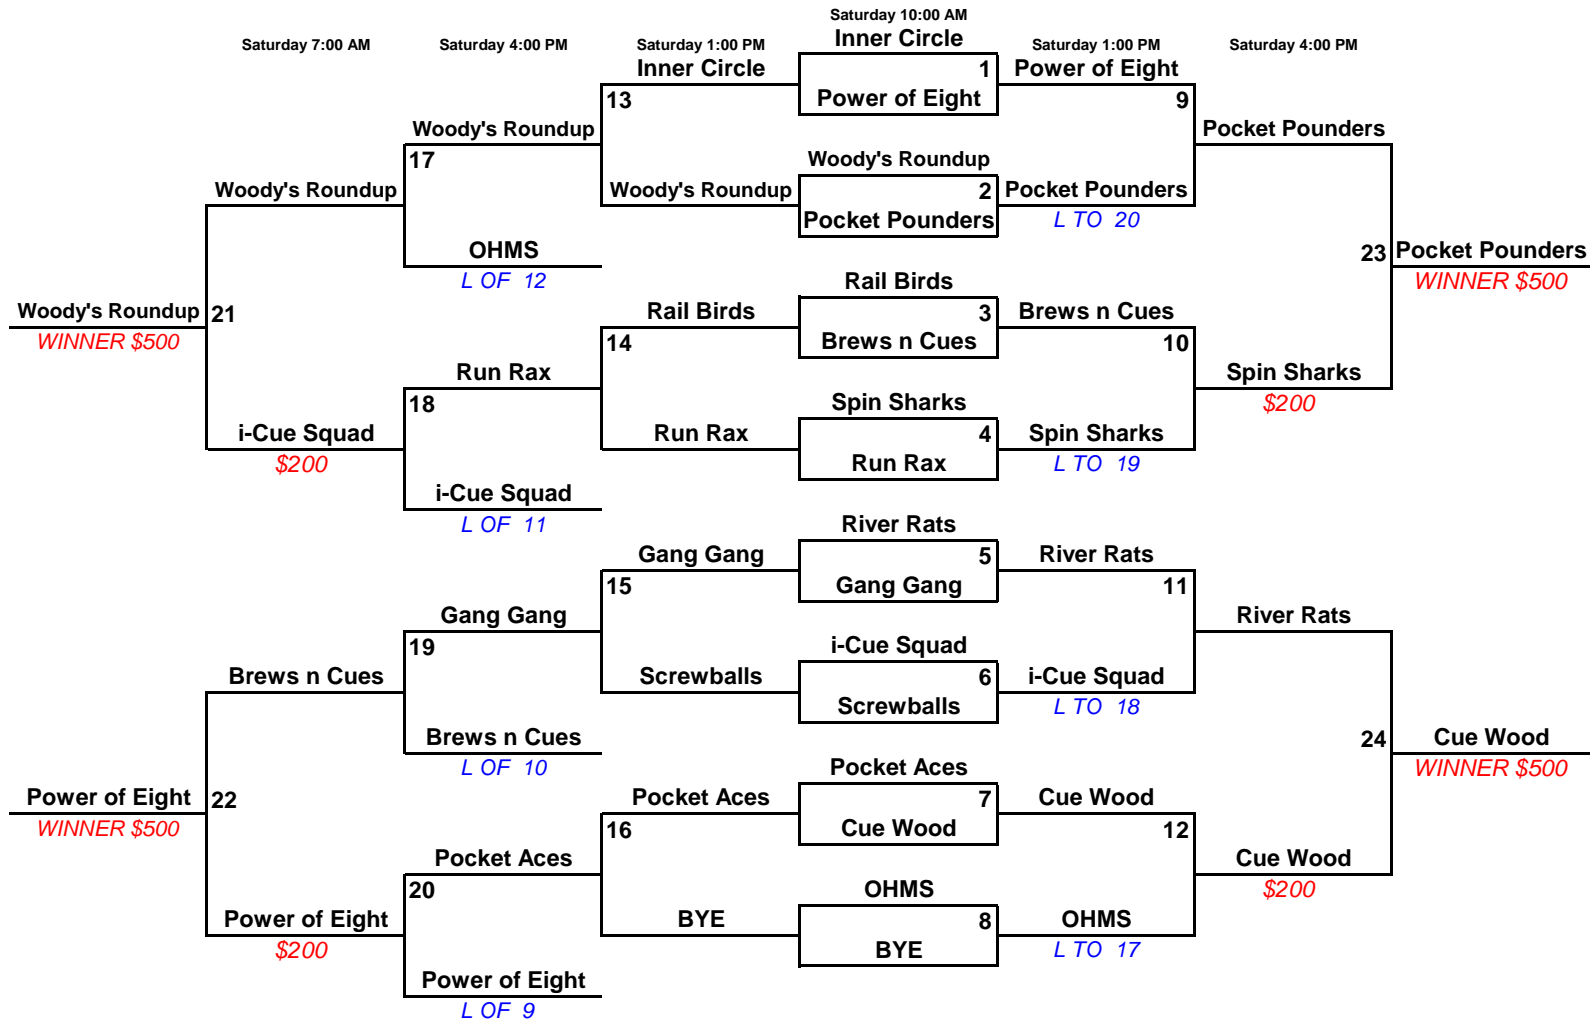 Saturday 10:00 AM
Saturday 7:00 AM Saturday 4:00 PM Saturday 1:00 PM Inner Circle Saturday 1:00 PM Saturday 4:00 PM
Inner Circle 1 Power of Eight
13 Power of Eight 9
Woody's Roundup Pocket Pounders
17 Woody's Roundup
Woody's Roundup Woody's Roundup 2 Pocket Pounders
Pocket Pounders L TO 20
OHMS 23 Pocket Pounders
L OF 12 Rail Birds WINNER $500
Woody's Roundup 21 Rail Birds 3 Brews n Cues
WINNER $500 14 Brews n Cues 10
Run Rax Spin Sharks
18 Spin Sharks $200
i-Cue Squad Run Rax 4 Spin Sharks
$200 Run Rax L TO 19
i-Cue Squad
L OF 11 River Rats
Gang Gang 5 River Rats
15 Gang Gang 11
Gang Gang River Rats
19 i-Cue Squad
Brews n Cues Screwballs 6 i-Cue Squad
Screwballs L TO 18
Brews n Cues 24 Cue Wood
L OF 10 Pocket Aces WINNER $500
Power of Eight 22 Pocket Aces 7 Cue Wood
WINNER $500 16 Cue Wood 12
Pocket Aces Cue Wood
20 OHMS $200
Power of Eight BYE 8 OHMS
$200 BYE L TO 17
Power of Eight
L OF 9